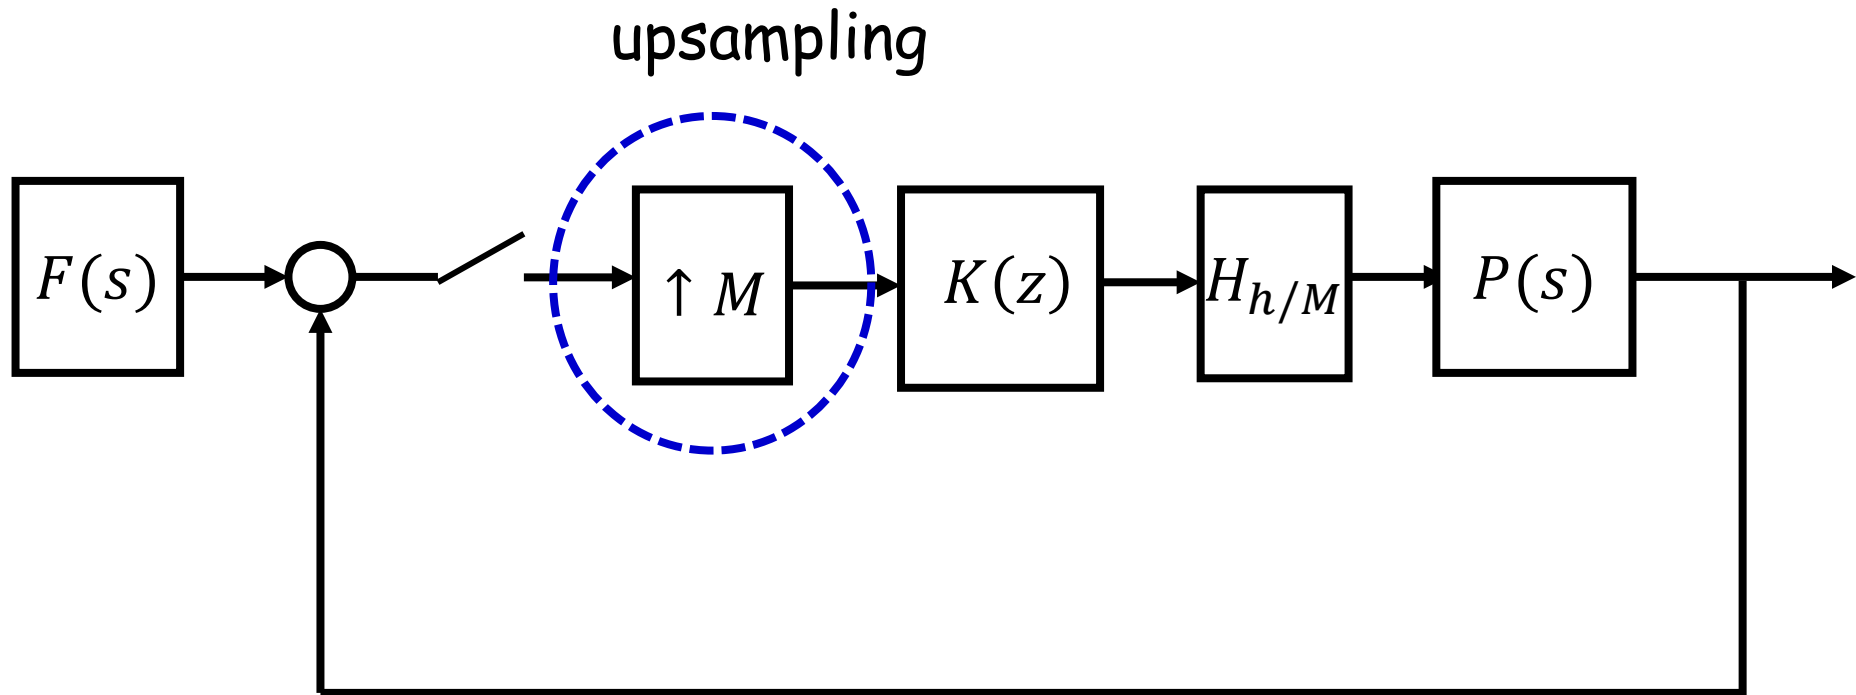 upsampling
F(s)
↑ M
K(z)
H_{h/M}
P(s)